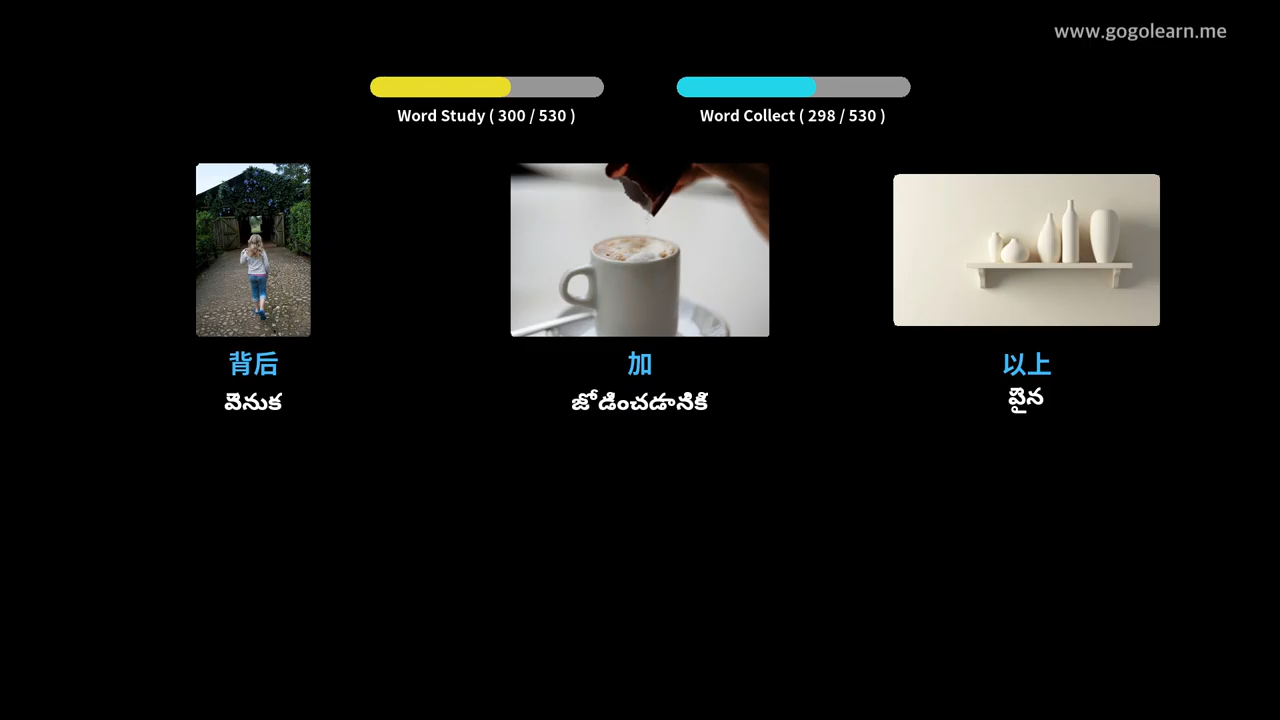 www.gogolearn.me
Word Study ( 300 / 530 )
Word Collect ( 298 / 530 )
背后
加
以上
వెనుక
జోడించడానికి
పైన